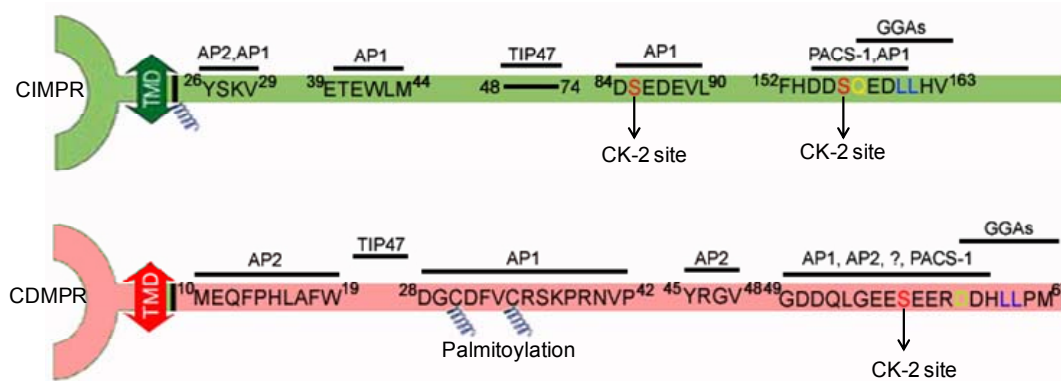 GGAs
AP2,AP1 AP1 TIP47 AP1 PACS-1,AP1
CIMPR TMD 26YSKV29 39ETEWLM44 48 74 84DSEDEVL90 152FHDDSQEDLLHV163
CK-2 site CK-2 site
GGAs
AP2 TIP47 AP1 AP2 AP1, AP2, ?, PACS-1
CDMPR TMD 10MEQFPHLAFW19 28DGCDFVCRSKPRNVP42 45YRGV48 49GDDQLGEESEERDDHLLPM6
Palmitoylation
CK-2 site